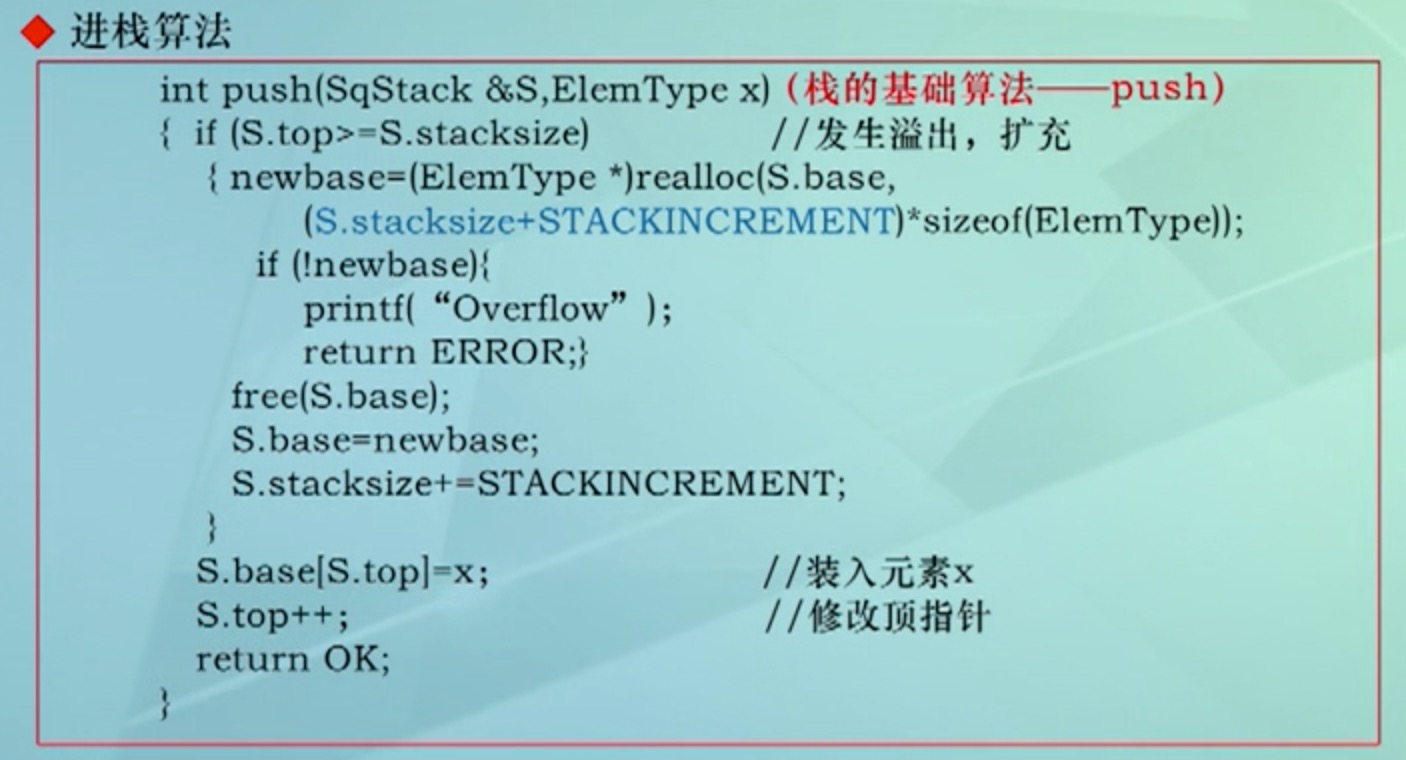 进栈算法
int push(SqStack &S,ElemType x) (栈的基础算法——push)
{ if (S.top>=S.stacksize) //发生溢出，扩充
{ newbase=(ElemType *)realloc(S.base,
(S.stacksize+STACKINCREMENT)*sizeof(ElemType));
if (!newbase){
printf( “Overflow” );
return ERROR;}
free(S.base);
S.base=newbase;
S.stacksize+=STACKINCREMENT;
}
S.base[S.top]=x; //装入元素x
S.top++; //修改顶指针
return OK;
}